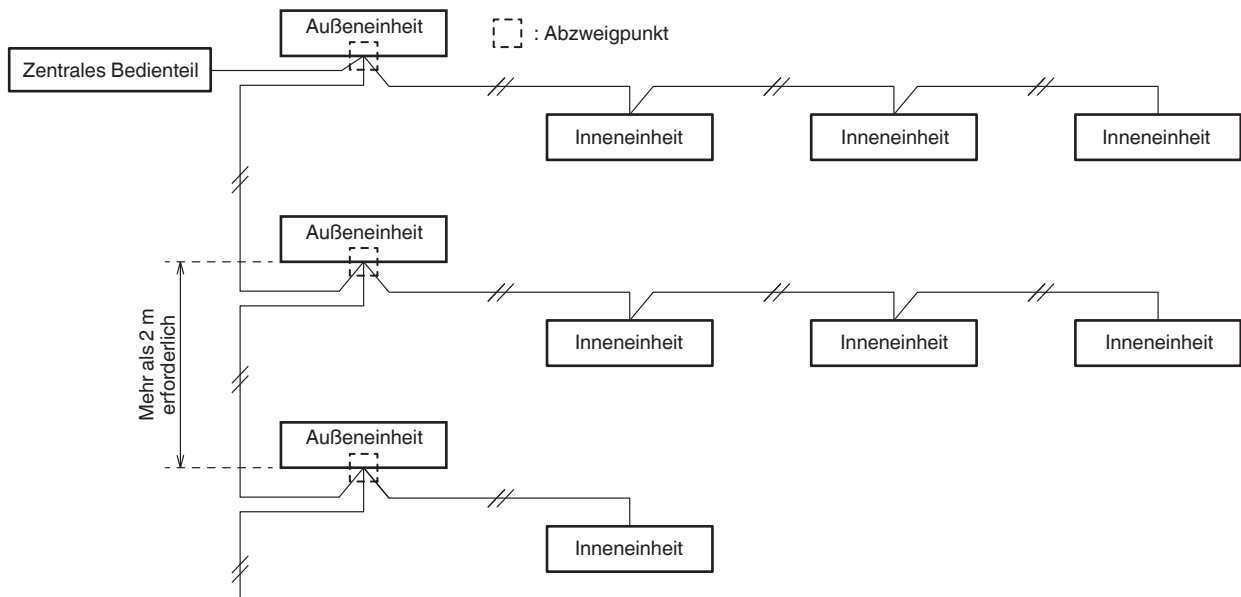 Außeneinheit
: Abzweigpunkt
Zentrales Bedienteil
Inneneinheit
Inneneinheit
Inneneinheit
Außeneinheit
Mehr als 2 m
erforderlich
Inneneinheit
Inneneinheit
Inneneinheit
Außeneinheit
Inneneinheit